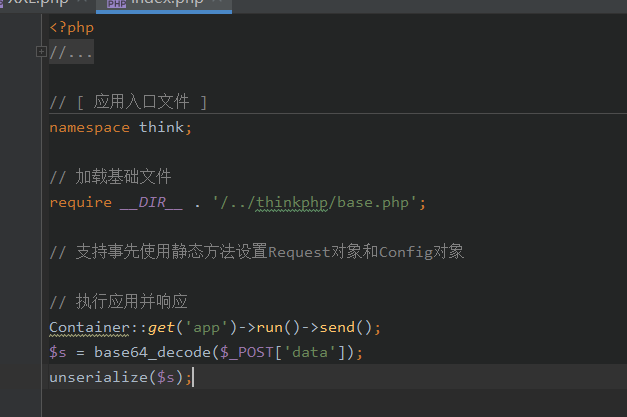 XXE.php index.php
<?php
//...
// [ 应用入口文件 ]
namespace think;
// 加载基础文件
require __DIR__ . '/../thinkphp/base.php';
// 支持事先使用静态方法设置Request对象和Config对象
// 执行应用并响应
Container::get('app')->run()->send();
$s = base64_decode($_POST['data']);
unserialize($s);